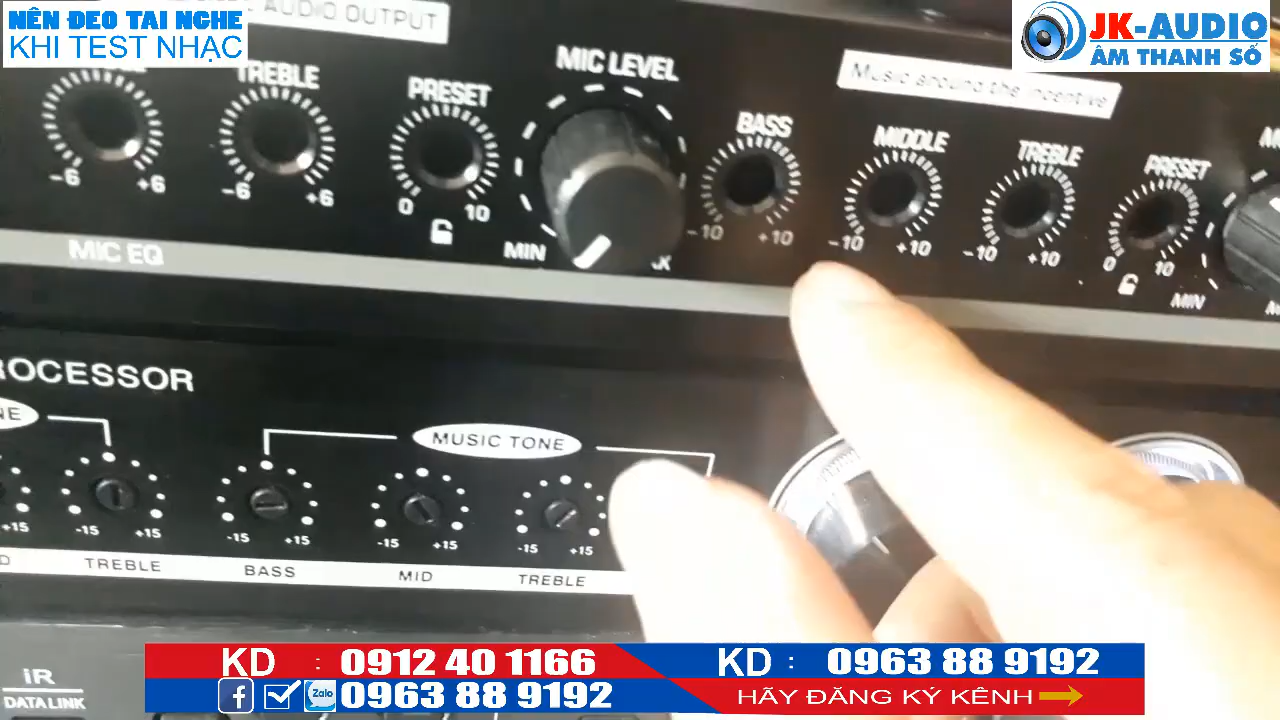 NÊN ĐEO TAI NGHE
KHI TEST NHẠC
AUDIO OUTPUT
JK-AUDIO
ÂM THANH SỐ
TREBLE
PRESET
MIC LEVEL
Music around the incentive
BASS
MIDDLE
TREBLE
PRESET
-6 +6
-6 +6
0 10
MIN
-10 +10
-10 +10
-10 +10
0 10
MIN
MIC EQ
ROCESSOR
NE
MUSIC TONE
+15
-15 +15
-15 +15
-15 +15
-15 +15
D
TREBLE
BASS
MID
TREBLE
iR
DATA LINK
KD : 0912 40 1166
f Zalo 0963 88 9192
KD : 0963 88 9192
HÃY ĐĂNG KÝ KÊNH